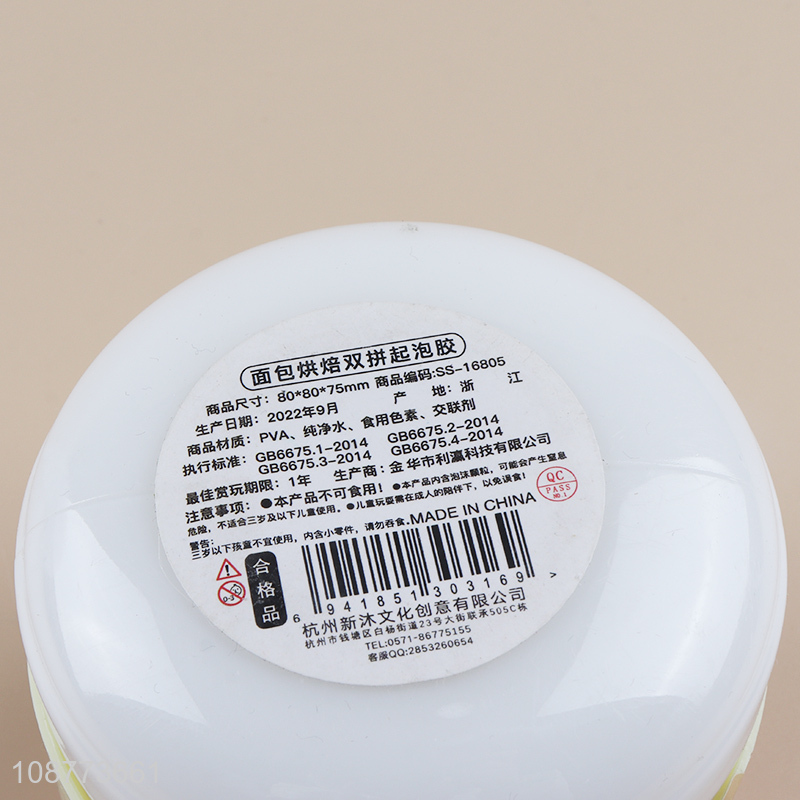 面包烘焙双拼起泡胶
商品尺寸: 80*80*75mm 商品编码:SS-16805
生产日期: 2022年9月 产 地: 浙 江
商品材质: PVA、纯净水、食用色素、交联剂
执行标准: GB6675.1-2014 GB6675.2-2014
GB6675.3-2014 GB6675.4-2014
最佳赏玩期限: 1年 生产商: 金华市利瀛科技有限公司
注意事项: ●本产品不可食用! ●本产品内含泡沫颗粒, 可能会产生窒息
危险, 不适合三岁及以下儿童使用。●儿童玩耍需在成人的陪伴下, 以免误食!
QC
PASS
NO.1
警告:
三岁以下孩童不宜使用, 内含小零件, 请勿吞食。MADE IN CHINA
0-3
合格品
6 941851 303169 >
杭州新沐文化创意有限公司
杭州市钱塘区白杨街道23号大街联承505C栋
TEL:0571-86775155
客服QQ:2853260654